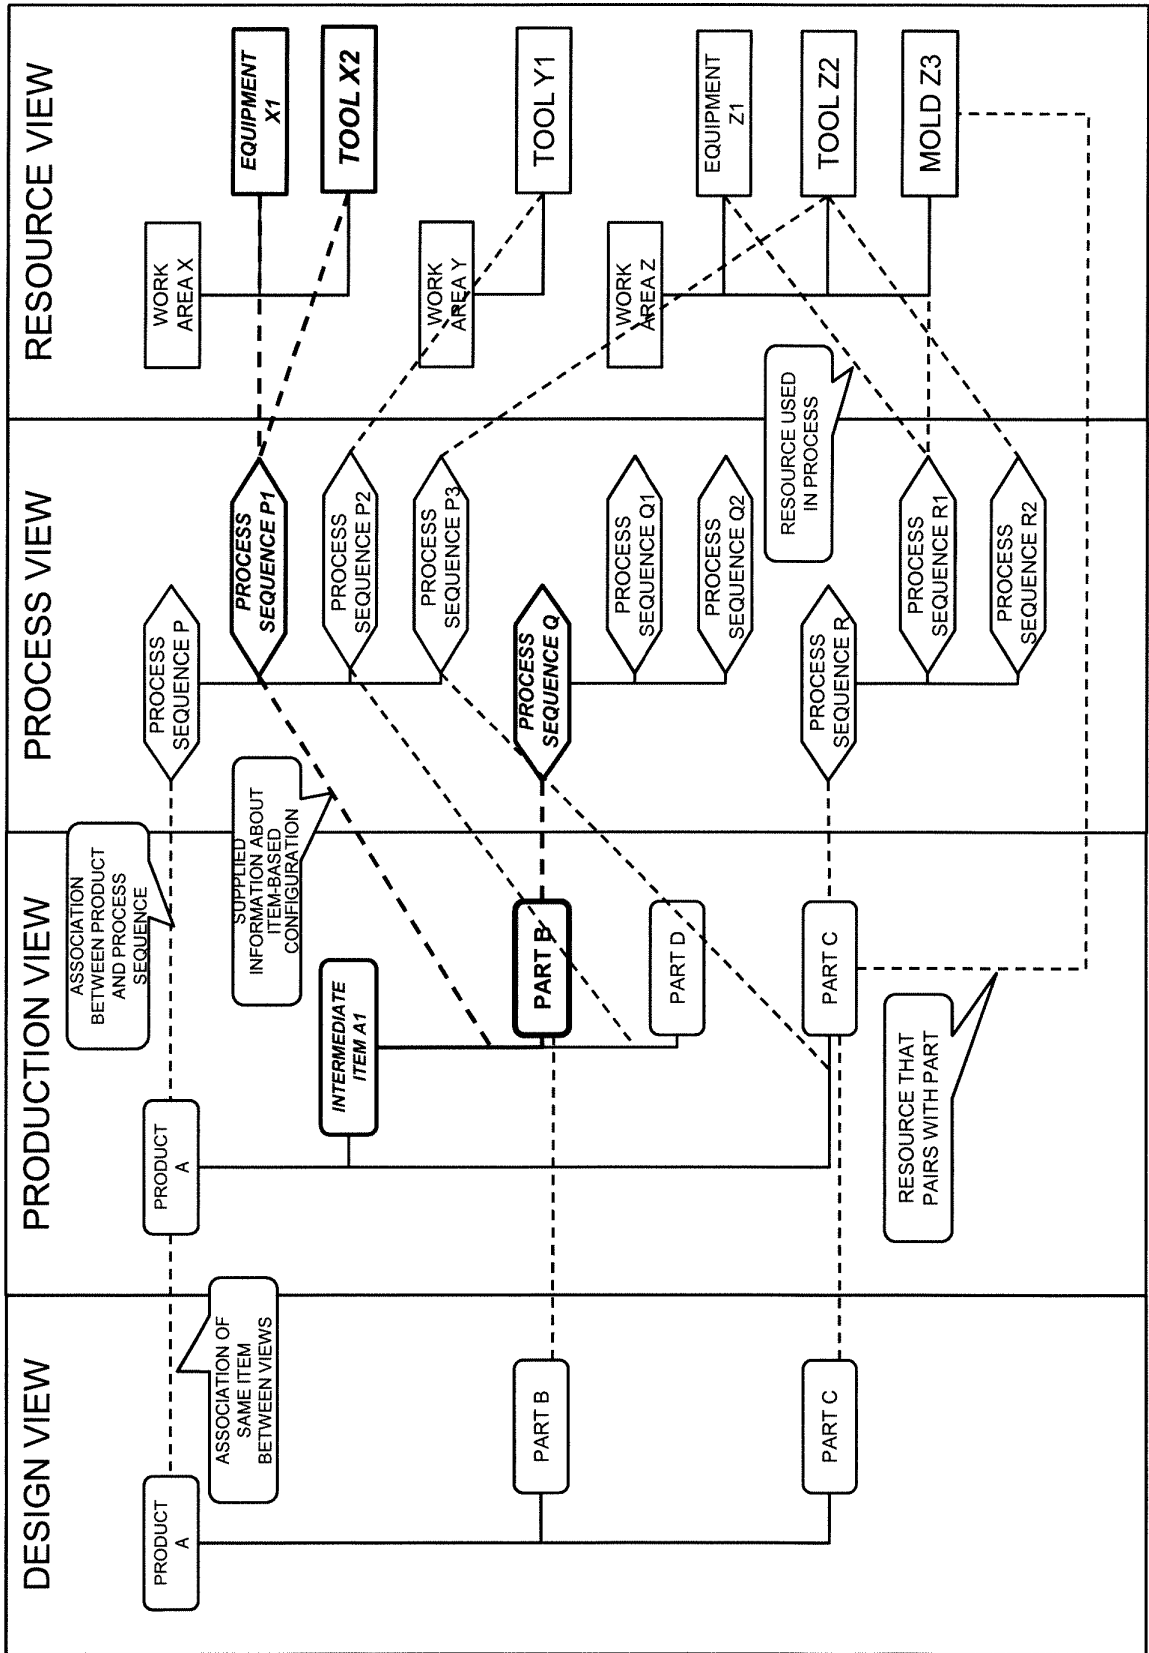 DESIGN VIEW
PRODUCT
A
ASSOCIATION OF
SAME ITEM
BETWEEN VIEWS
PART B
PART C
PRODUCTION VIEW
ASSOCIATION
BETWEEN PRODUCT
AND PROCESS
SEQUENCE
PRODUCT
A
SUPPLIED
INFORMATION ABOUT
ITEM-BASED
CONFIGURATION
INTERMEDIATE
ITEM A1
PART B
PART D
PART C
RESOURCE THAT
PAIRS WITH PART
PROCESS VIEW
PROCESS
SEQUENCE P
PROCESS
SEQUENCE P1
PROCESS
SEQUENCE P2
PROCESS
SEQUENCE P3
PROCESS
SEQUENCE Q
PROCESS
SEQUENCE Q1
PROCESS
SEQUENCE Q2
RESOURCE USED
IN PROCESS
PROCESS
SEQUENCE R
PROCESS
SEQUENCE R1
PROCESS
SEQUENCE R2
RESOURCE VIEW
WORK
AREA X
EQUIPMENT
X1
TOOL X2
WORK
AREA Y
TOOL Y1
WORK
AREA Z
EQUIPMENT
Z1
TOOL Z2
MOLD Z3